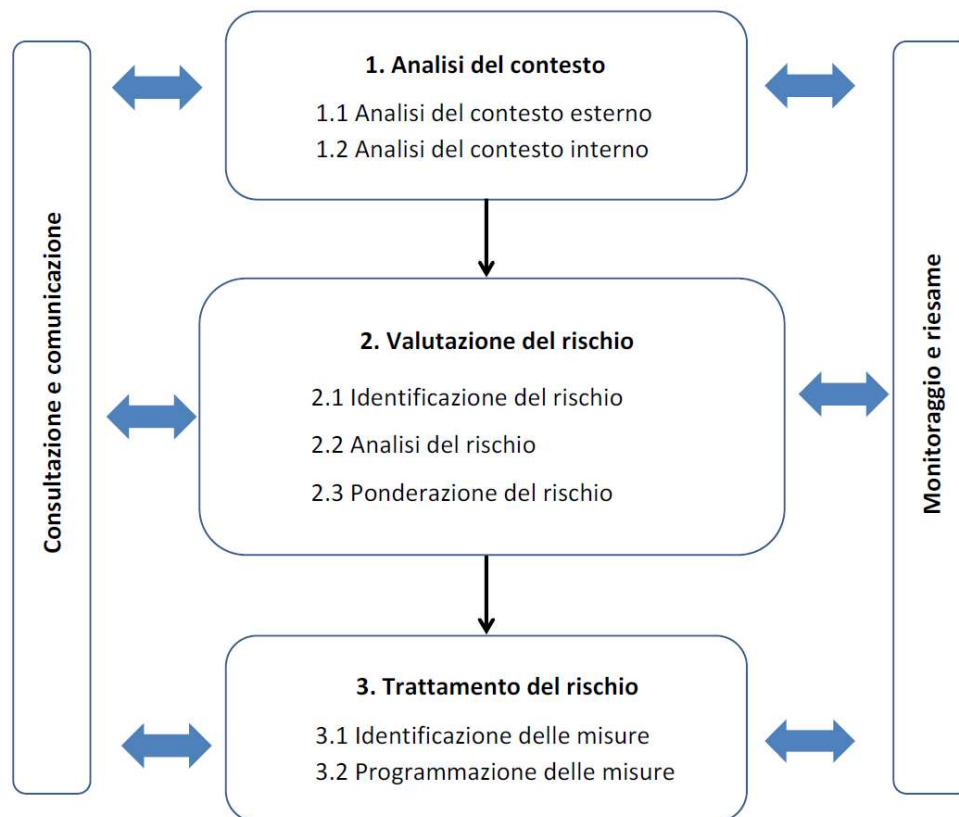 Consultazione e comunicazione
1. Analisi del contesto
1.1 Analisi del contesto esterno
1.2 Analisi del contesto interno
2. Valutazione del rischio
2.1 Identificazione del rischio
2.2 Analisi del rischio
2.3 Ponderazione del rischio
3. Trattamento del rischio
3.1 Identificazione delle misure
3.2 Programmazione delle misure
Monitoraggio e riesame